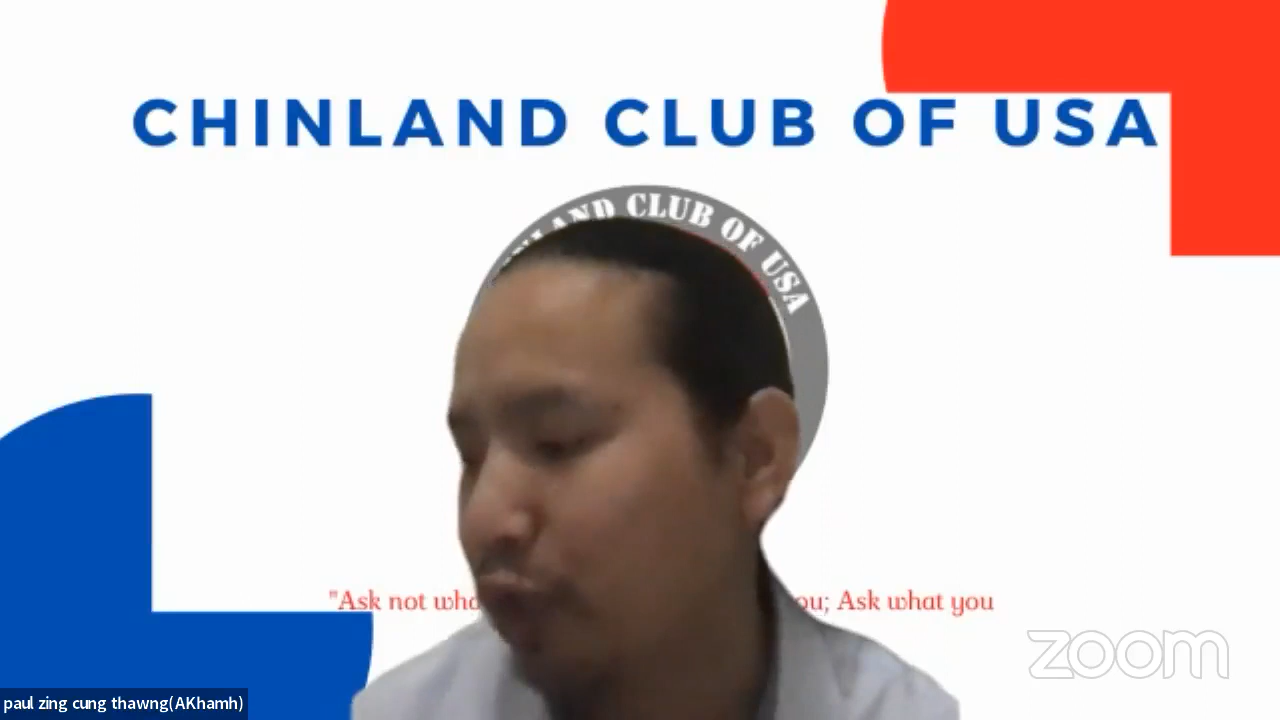 CHINLAND CLUB OF USA
AND CLUB OF USA
"Ask not ou; Ask what you
zoom
paul zing cung thawng(AKhamh)